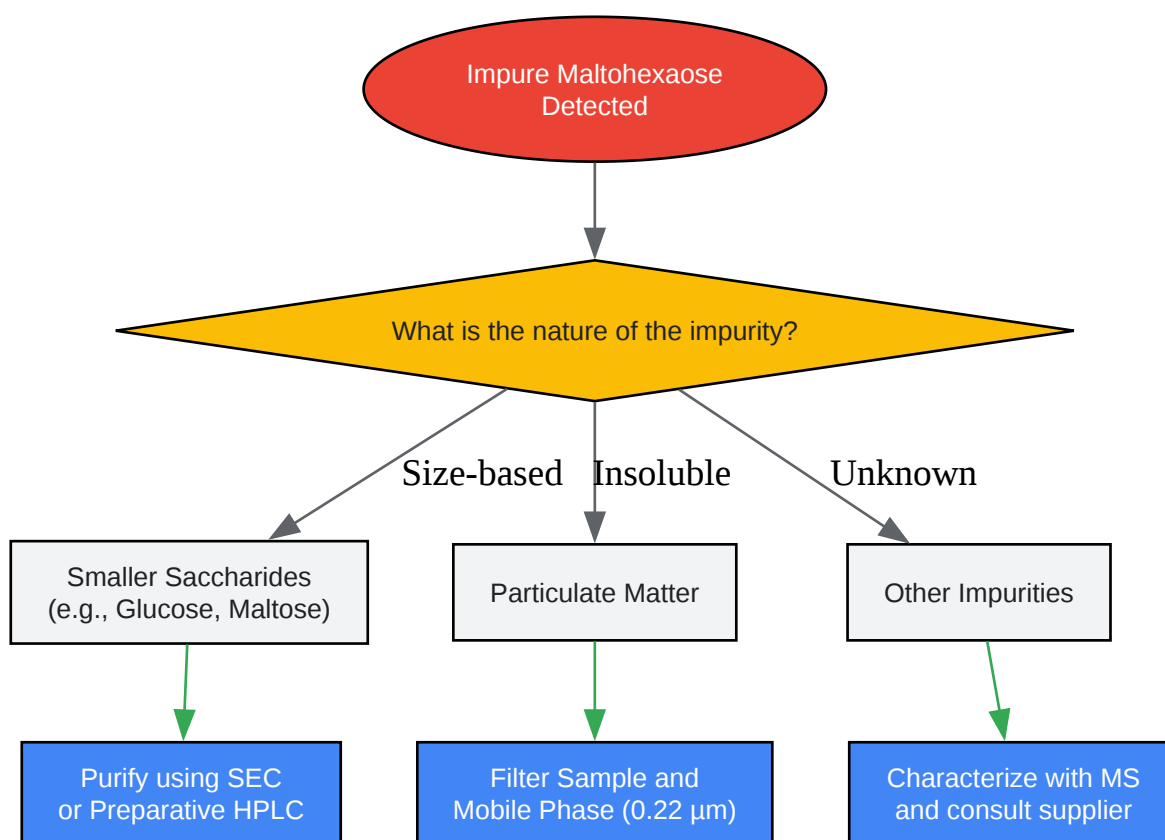 Impure Maltohexaose
Detected
What is the nature of the impurity?
Size-based
Insoluble
Unknown
Smaller Saccharides
(e.g., Glucose, Maltose)
Particulate Matter
Other Impurities
Purify using SEC
or Preparative HPLC
Filter Sample and
Mobile Phase (0.22 µm)
Characterize with MS
and consult supplier